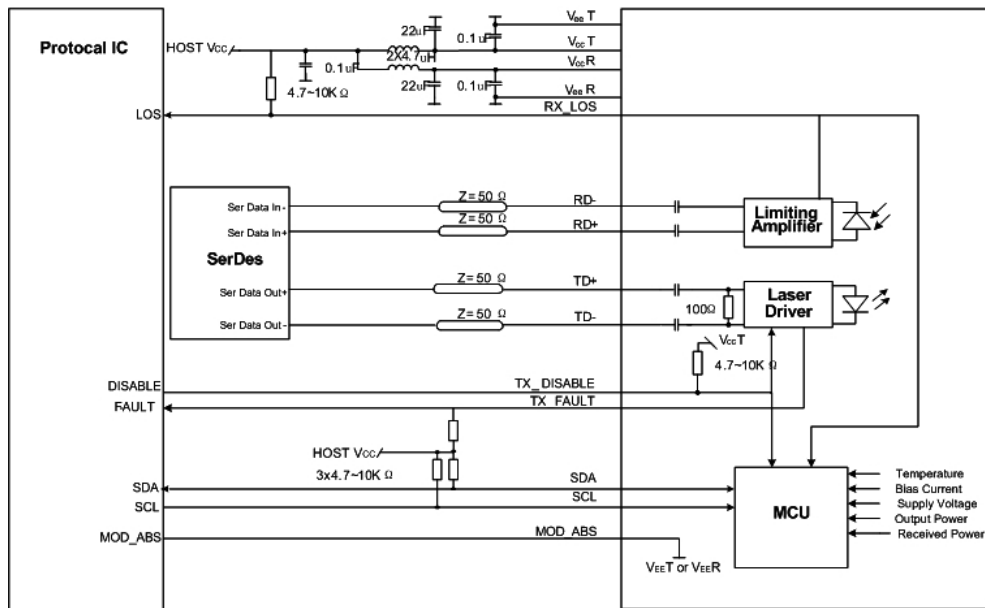 Protocal IC
HOST Vcc
22uF
0.1uF
Vee T
Vcc T
2X4.7uH
0.1uF
Vcc R
22uF
0.1uF
Vee R
4.7~10K Ω
LOS
RX_LOS
SerDes
Ser Data In-
Z= 50 Ω
RD-
Ser Data In+
Z= 50 Ω
RD+
Limiting
Amplifier
Ser Data Out+
Z= 50 Ω
TD+
Ser Data Out-
Z= 50 Ω
TD-
100Ω
Laser
Driver
VccT
4.7~10K Ω
DISABLE
TX_DISABLE
FAULT
TX_FAULT
HOST Vcc
3x4.7~10K Ω
SDA
SDA
SCL
SCL
MCU
Temperature
Bias Current
Supply Voltage
Output Power
Received Power
MOD_ABS
MOD_ABS
VEET or VEER